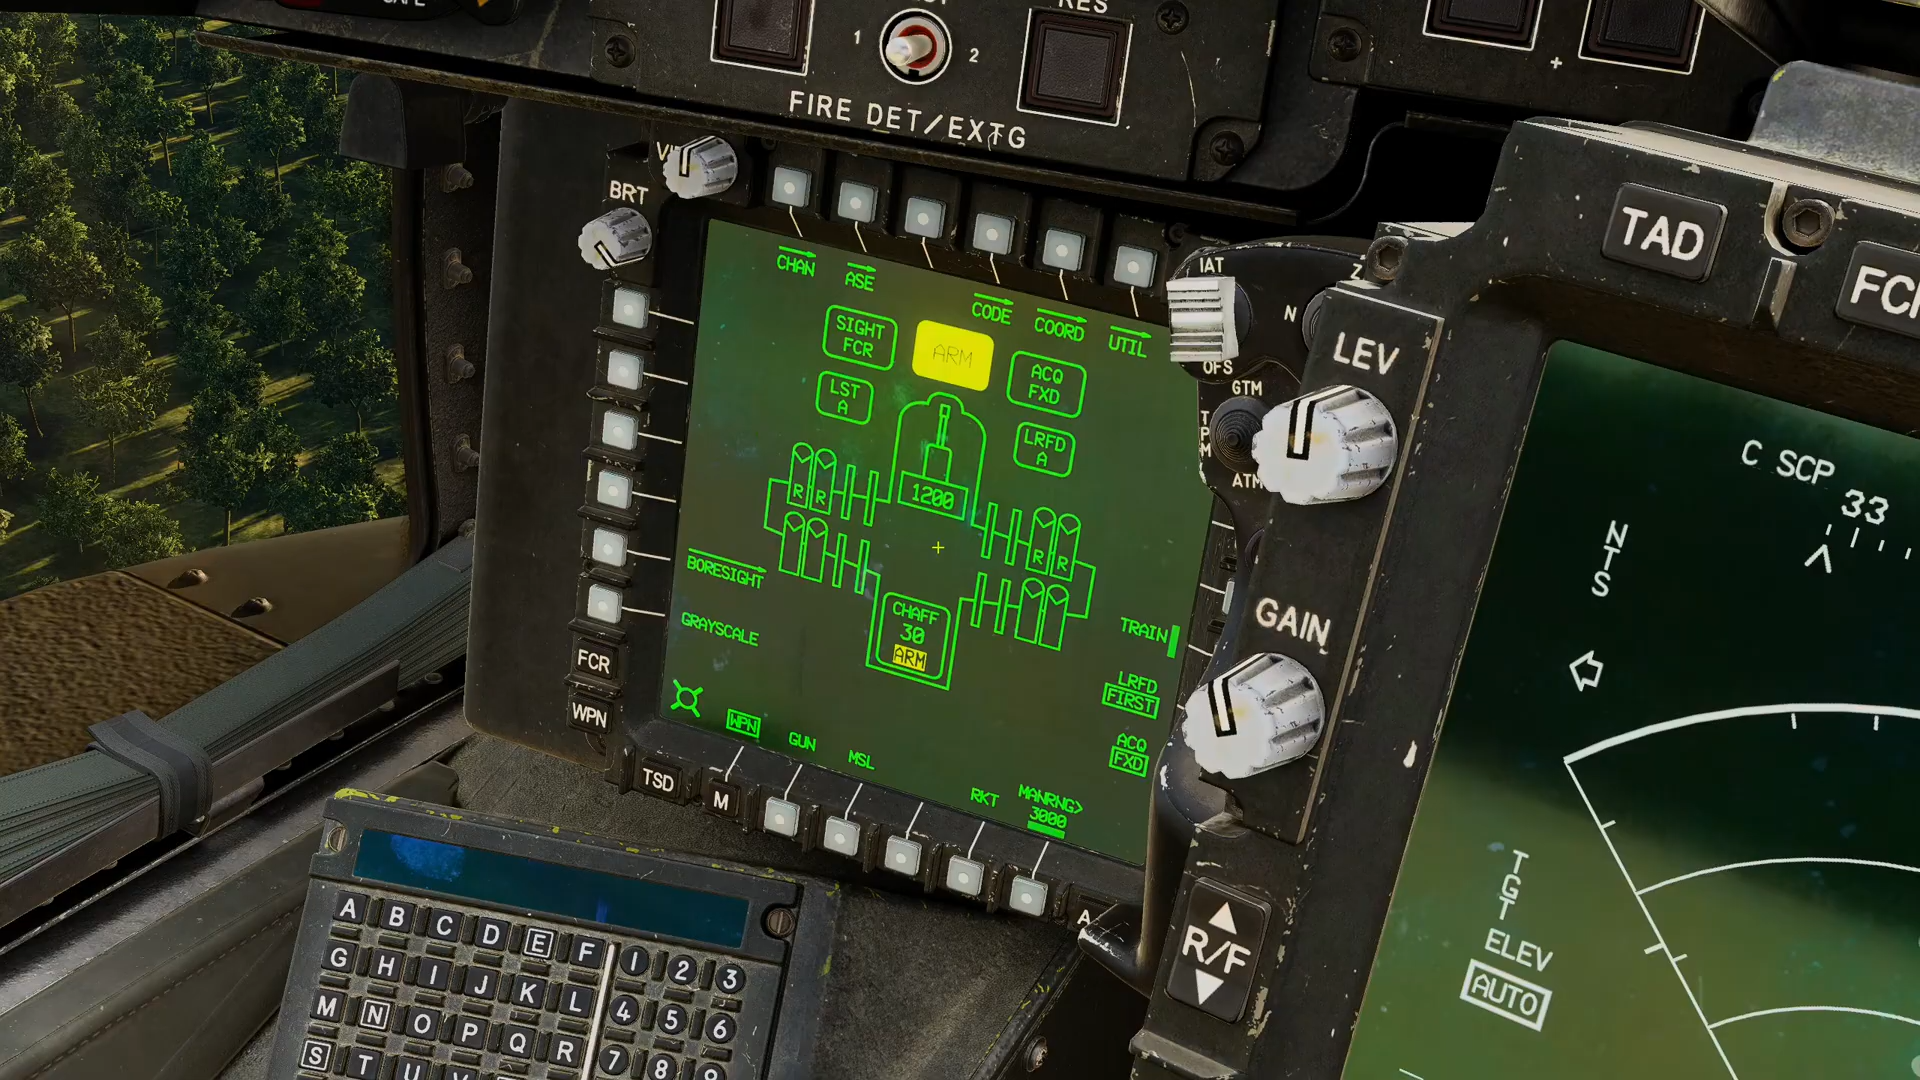 RES
1
2
FIRE DET/EXTG
BRT
TAD
IAT
Z
N
OFS
GTM
ATM
LEV
GAIN
R/F
CHAN
ASE
CODE
COORD
UTIL
SIGHT
FCR
ARM
ACQ
FXD
LST
A
LRFD
A
R
R
1200
R
R
BORESIGHT
GRAYSCALE
CHAFF
30
ARM
TRAIN
LRFD
FIRST
ACQ
FXD
WPN
GUN
MSL
RKT
MANRNG>
3000
FCR
WPN
TSD
M
A
C SCP
33
NTS
TGT
ELEV
AUTO
A B C D E F 1 2 3
G H I J K L 4 5 6
M N O P Q R 7 8 9
S T U